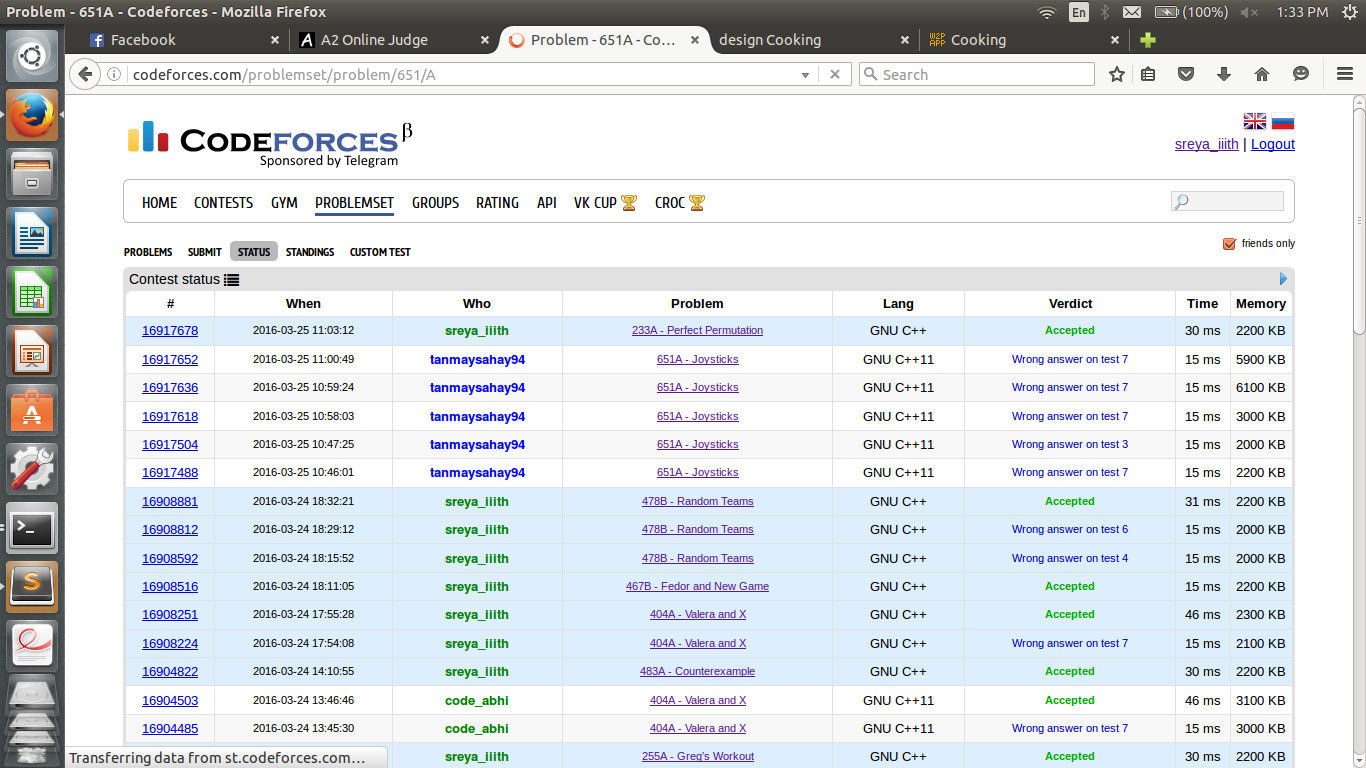 Problem - 651A - Codeforces - Mozilla Firefox En (100%) 1:33 PM
Facebook × A2 Online Judge × Problem - 651A - Co... × design Cooking × Cooking ×
codeforces.com/problemset/problem/651/A Search
CODEFORCES β
Sponsored by Telegram
sreya_iiith | Logout
HOME CONTESTS GYM PROBLEMSET GROUPS RATING API VK CUP CROC
PROBLEMS SUBMIT STATUS STANDINGS CUSTOM TEST friends only
Contest status
# When Who Problem Lang Verdict Time Memory
16917678 2016-03-25 11:03:12 sreya_iiith 233A - Perfect Permutation GNU C++ Accepted 30 ms 2200 KB
16917652 2016-03-25 11:00:49 tanmaysahay94 651A - Joysticks GNU C++11 Wrong answer on test 7 15 ms 5900 KB
16917636 2016-03-25 10:59:24 tanmaysahay94 651A - Joysticks GNU C++11 Wrong answer on test 7 15 ms 6100 KB
16917618 2016-03-25 10:58:03 tanmaysahay94 651A - Joysticks GNU C++11 Wrong answer on test 7 15 ms 3000 KB
16917504 2016-03-25 10:47:25 tanmaysahay94 651A - Joysticks GNU C++11 Wrong answer on test 3 15 ms 2000 KB
16917488 2016-03-25 10:46:01 tanmaysahay94 651A - Joysticks GNU C++11 Wrong answer on test 7 15 ms 2200 KB
16908881 2016-03-24 18:32:21 sreya_iiith 478B - Random Teams GNU C++ Accepted 31 ms 2200 KB
16908812 2016-03-24 18:29:12 sreya_iiith 478B - Random Teams GNU C++ Wrong answer on test 6 15 ms 2000 KB
16908592 2016-03-24 18:15:52 sreya_iiith 478B - Random Teams GNU C++ Wrong answer on test 4 15 ms 2000 KB
16908516 2016-03-24 18:11:05 sreya_iiith 467B - Fedor and New Game GNU C++ Accepted 15 ms 2200 KB
16908251 2016-03-24 17:55:28 sreya_iiith 404A - Valera and X GNU C++ Accepted 46 ms 2300 KB
16908224 2016-03-24 17:54:08 sreya_iiith 404A - Valera and X GNU C++ Wrong answer on test 7 15 ms 2100 KB
16904822 2016-03-24 14:10:55 sreya_iiith 483A - Counterexample GNU C++ Accepted 30 ms 2200 KB
16904503 2016-03-24 13:46:46 code_abhi 404A - Valera and X GNU C++11 Accepted 46 ms 3100 KB
16904485 2016-03-24 13:45:30 code_abhi 404A - Valera and X GNU C++11 Wrong answer on test 7 15 ms 3000 KB
sreya_iiith 255A - Greg's Workout GNU C++ Accepted 30 ms 2200 KB
Transferring data from st.codeforces.com…